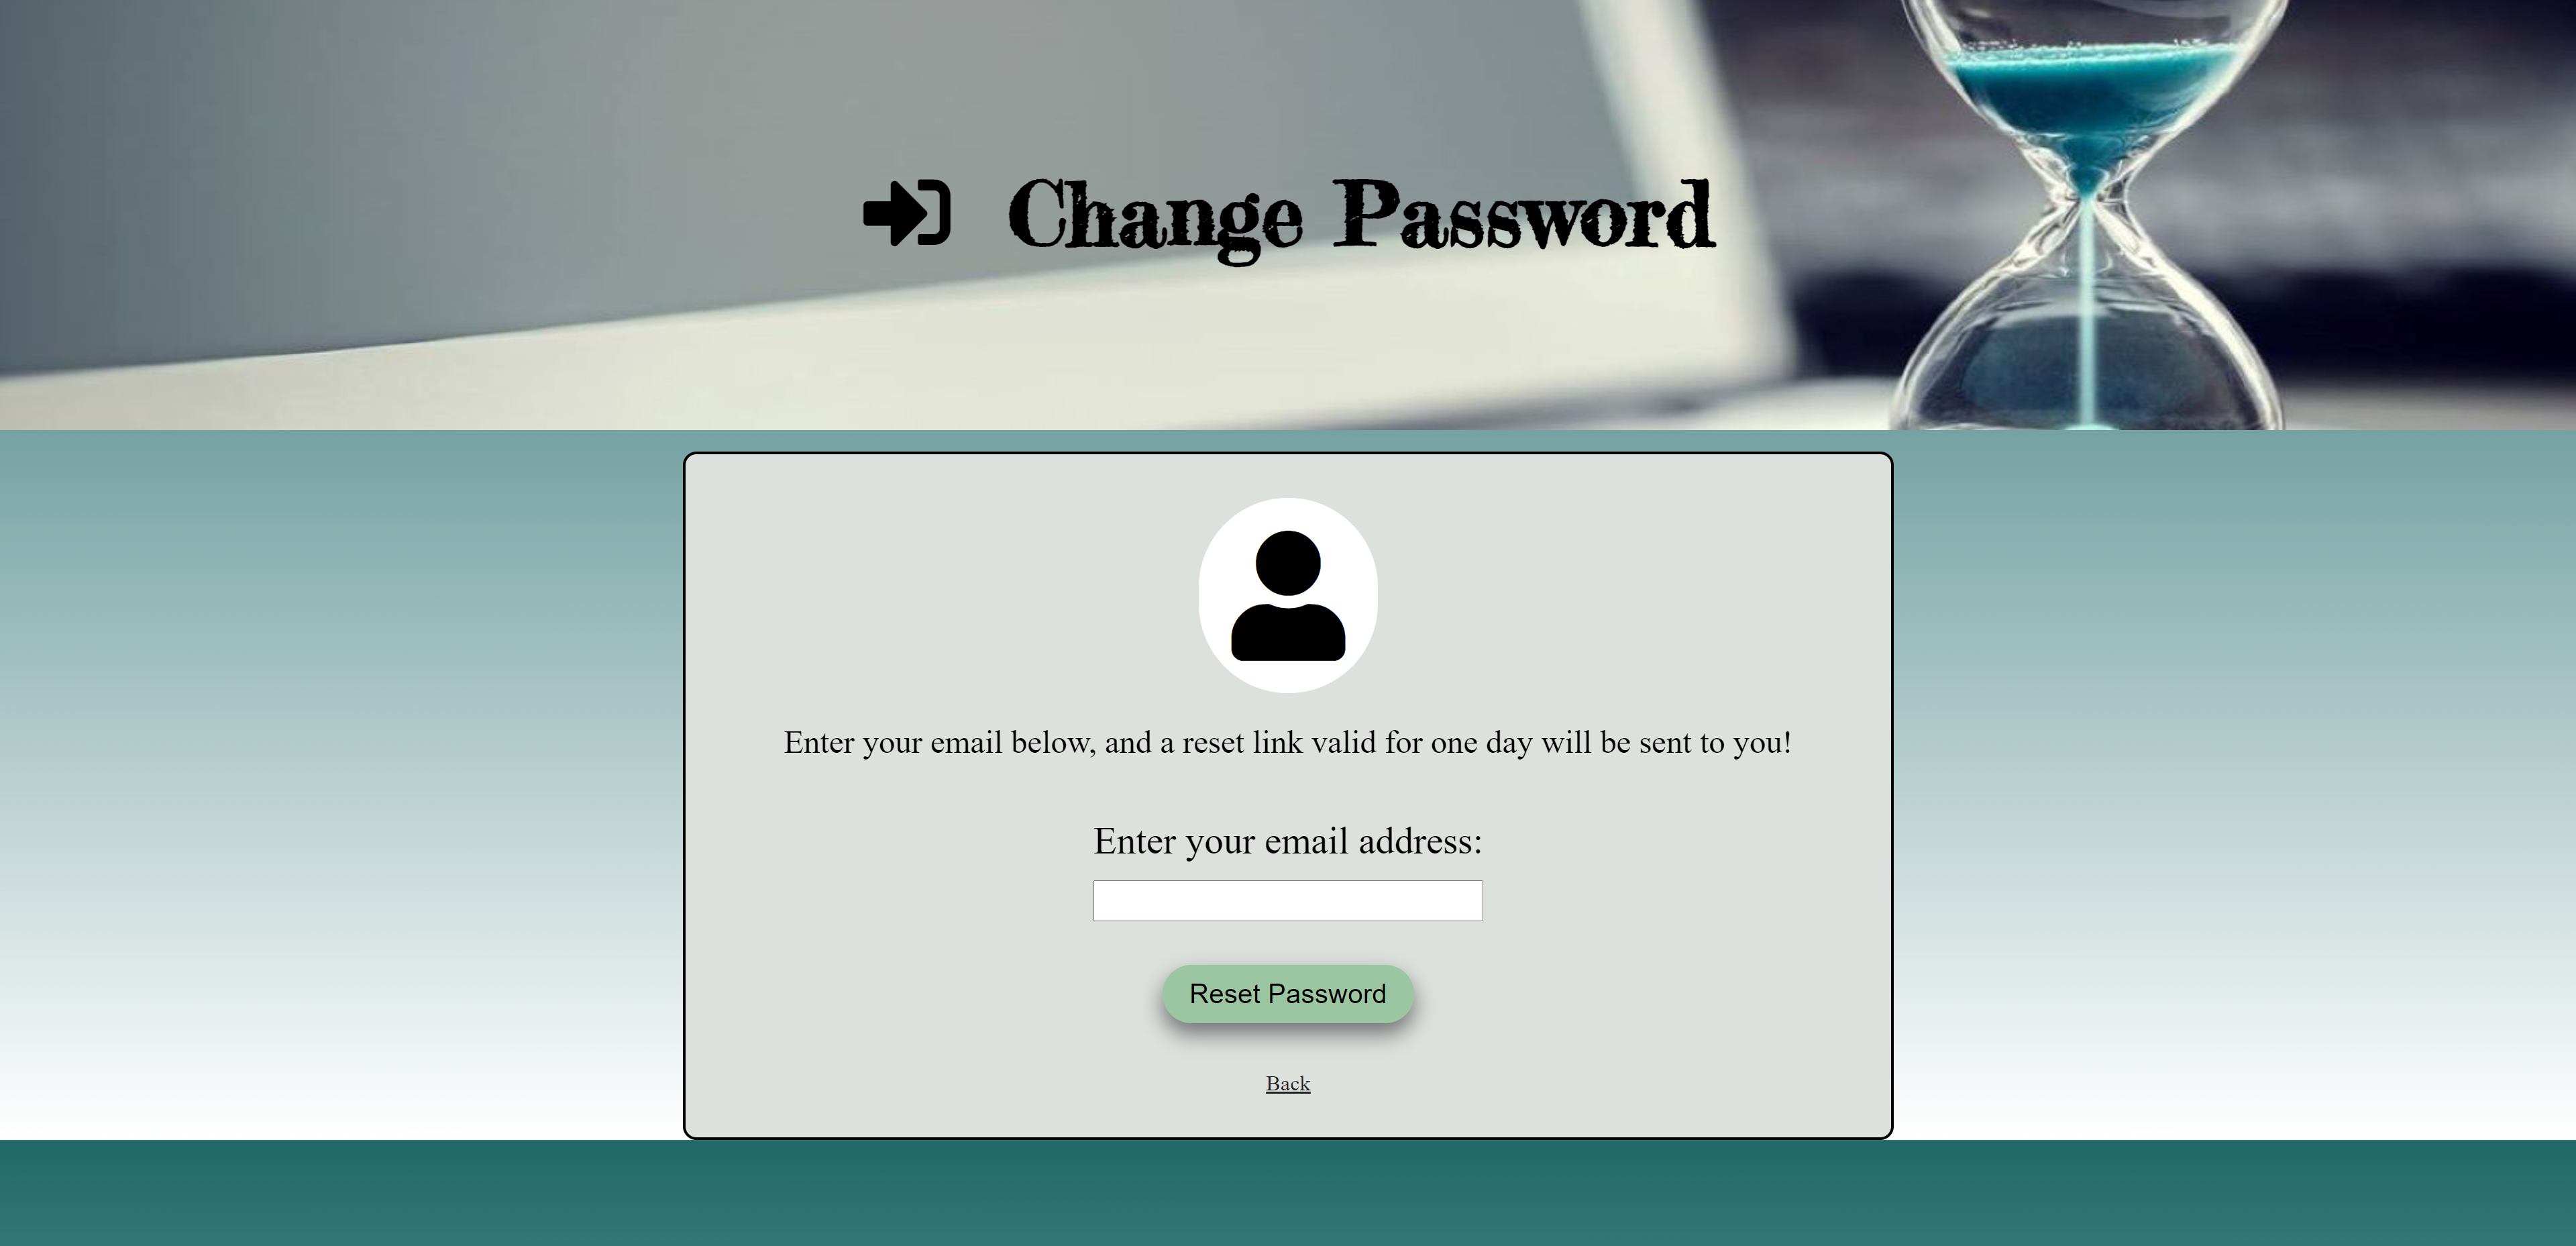 Change Password
Enter your email below, and a reset link valid for one day will be sent to you!
Enter your email address:
Reset Password
Back